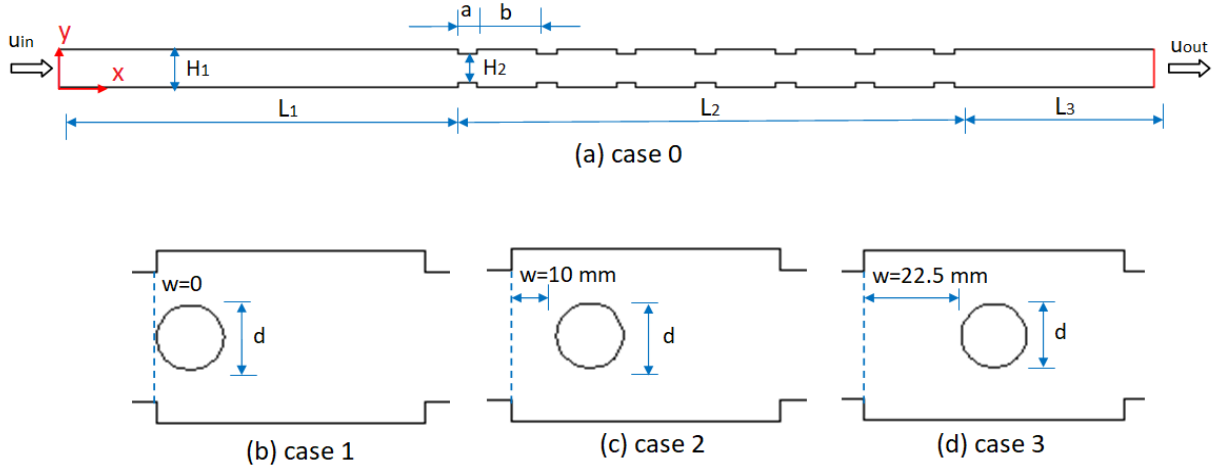 a b
y
uin uout
H1 H2
x
L1 L2 L3
(a) case 0
w=0 w=10 mm w=22.5 mm
d d d
(b) case 1 (c) case 2 (d) case 3